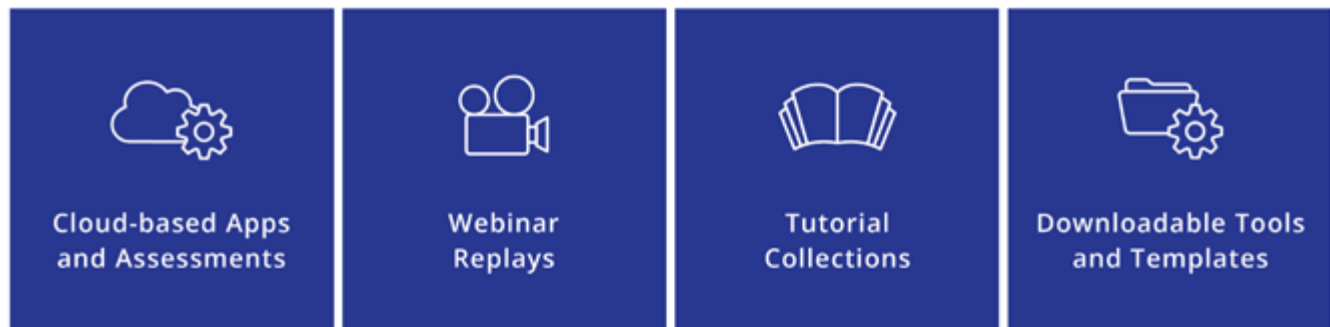 Cloud-based Apps
and Assessments
Webinar
Replays
Tutorial
Collections
Downloadable Tools
and Templates